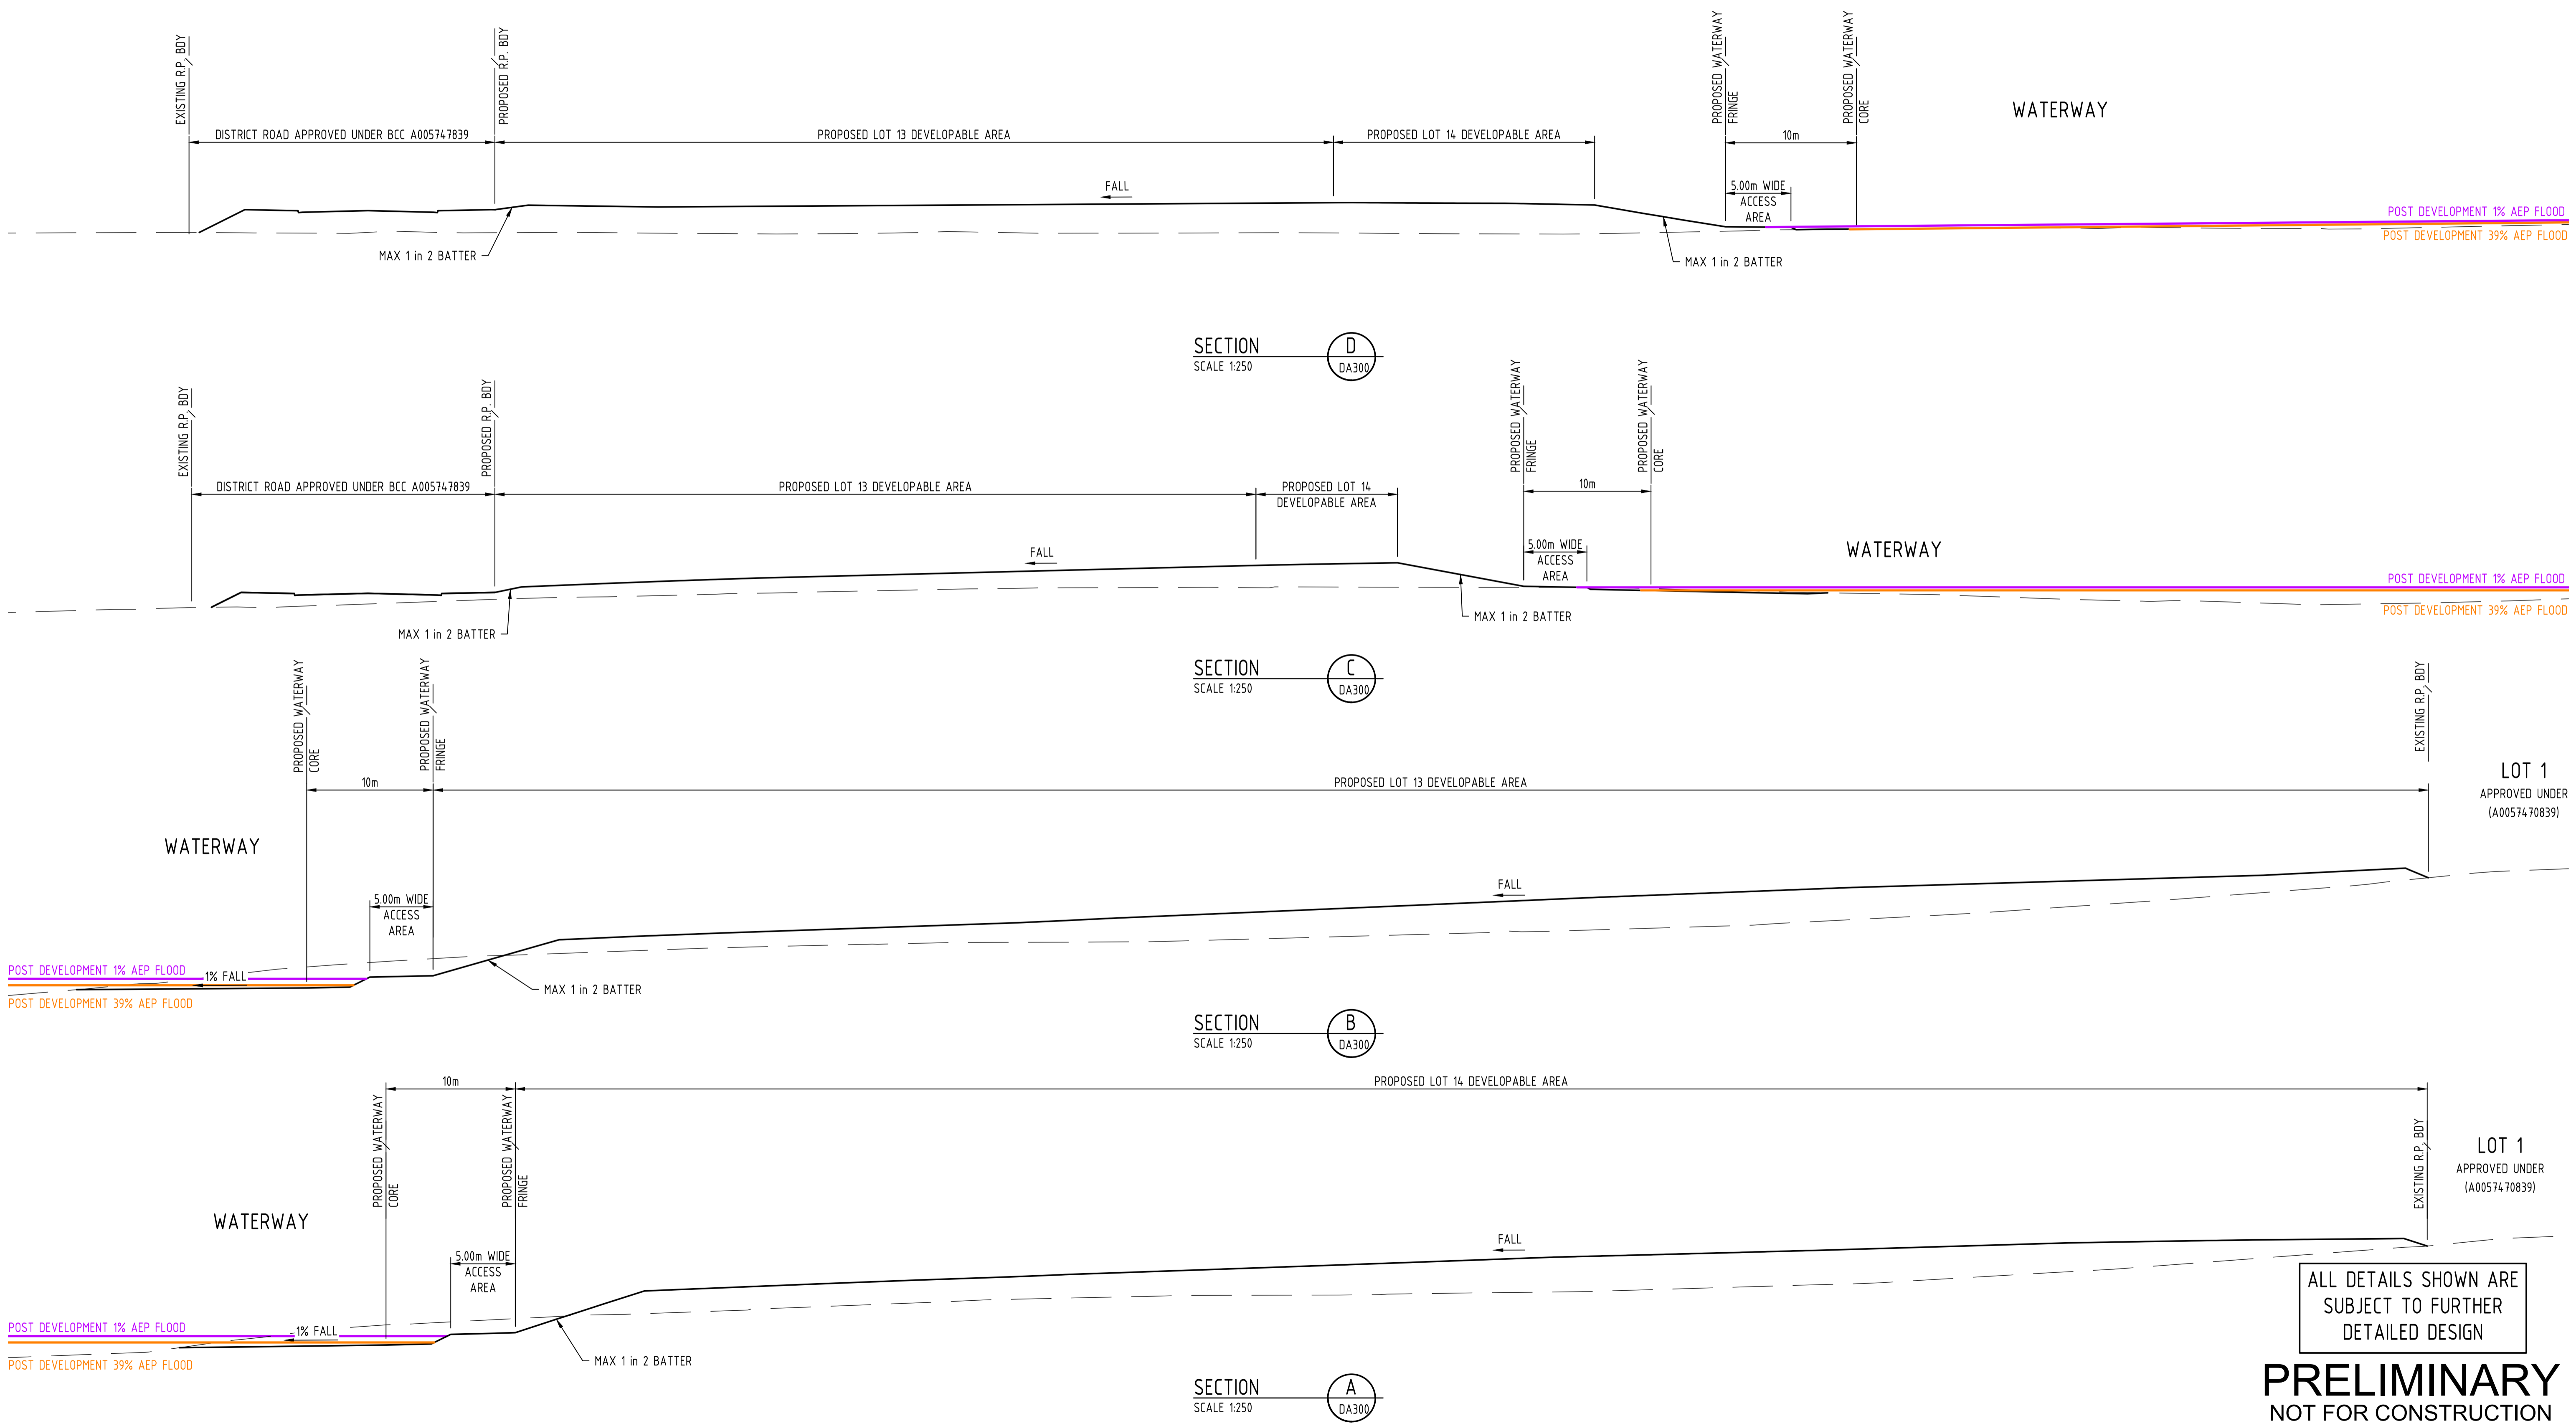 EXISTING R.P. BDY
PROPOSED R.P. BDY
PROPOSED WATERWAY
FRINGE
PROPOSED WATERWAY
CORE
WATERWAY
DISTRICT ROAD APPROVED UNDER BCC A005747839
PROPOSED LOT 13 DEVELOPABLE AREA
PROPOSED LOT 14 DEVELOPABLE AREA
10m
FALL
5.00m WIDE
ACCESS
AREA
POST DEVELOPMENT 1% AEP FLOOD
POST DEVELOPMENT 39% AEP FLOOD
MAX 1 in 2 BATTER
MAX 1 in 2 BATTER
SECTION
SCALE 1:250
D
DA300
EXISTING R.P. BDY
PROPOSED R.P. BDY
PROPOSED WATERWAY
FRINGE
PROPOSED WATERWAY
CORE
DISTRICT ROAD APPROVED UNDER BCC A005747839
PROPOSED LOT 13 DEVELOPABLE AREA
PROPOSED LOT 14
DEVELOPABLE AREA
10m
FALL
5.00m WIDE
ACCESS
AREA
WATERWAY
POST DEVELOPMENT 1% AEP FLOOD
POST DEVELOPMENT 39% AEP FLOOD
MAX 1 in 2 BATTER
MAX 1 in 2 BATTER
SECTION
SCALE 1:250
C
DA300
PROPOSED WATERWAY
CORE
PROPOSED WATERWAY
FRINGE
EXISTING R.P. BDY
10m
PROPOSED LOT 13 DEVELOPABLE AREA
LOT 1
APPROVED UNDER
(A0057470839)
WATERWAY
5.00m WIDE
ACCESS
AREA
FALL
POST DEVELOPMENT 1% AEP FLOOD
1% FALL
POST DEVELOPMENT 39% AEP FLOOD
MAX 1 in 2 BATTER
SECTION
SCALE 1:250
B
DA300
10m
PROPOSED LOT 14 DEVELOPABLE AREA
PROPOSED WATERWAY
CORE
PROPOSED WATERWAY
FRINGE
EXISTING R.P. BDY
LOT 1
APPROVED UNDER
(A0057470839)
WATERWAY
5.00m WIDE
ACCESS
AREA
FALL
POST DEVELOPMENT 1% AEP FLOOD
1% FALL
POST DEVELOPMENT 39% AEP FLOOD
MAX 1 in 2 BATTER
SECTION
SCALE 1:250
A
DA300
ALL DETAILS SHOWN ARE
SUBJECT TO FURTHER
DETAILED DESIGN
PRELIMINARY
NOT FOR CONSTRUCTION